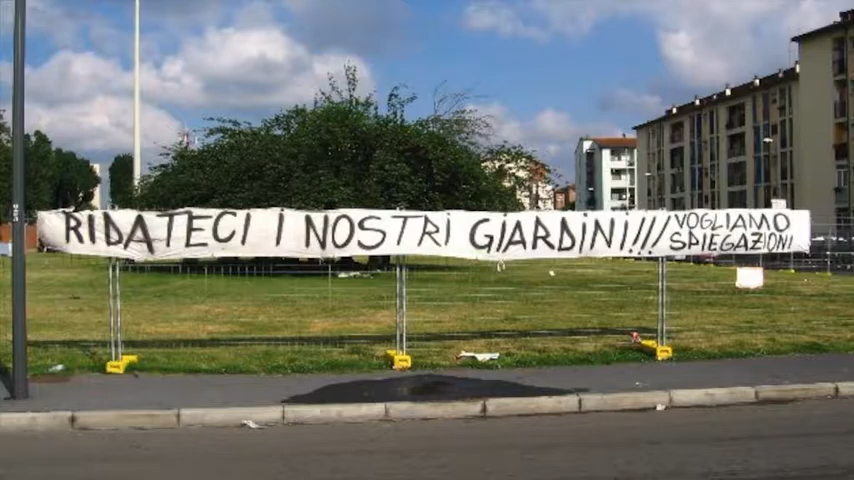 RIDATECI I NOSTRI GIARDINI!!!
VOGLIAMO
SPIEGAZIONI